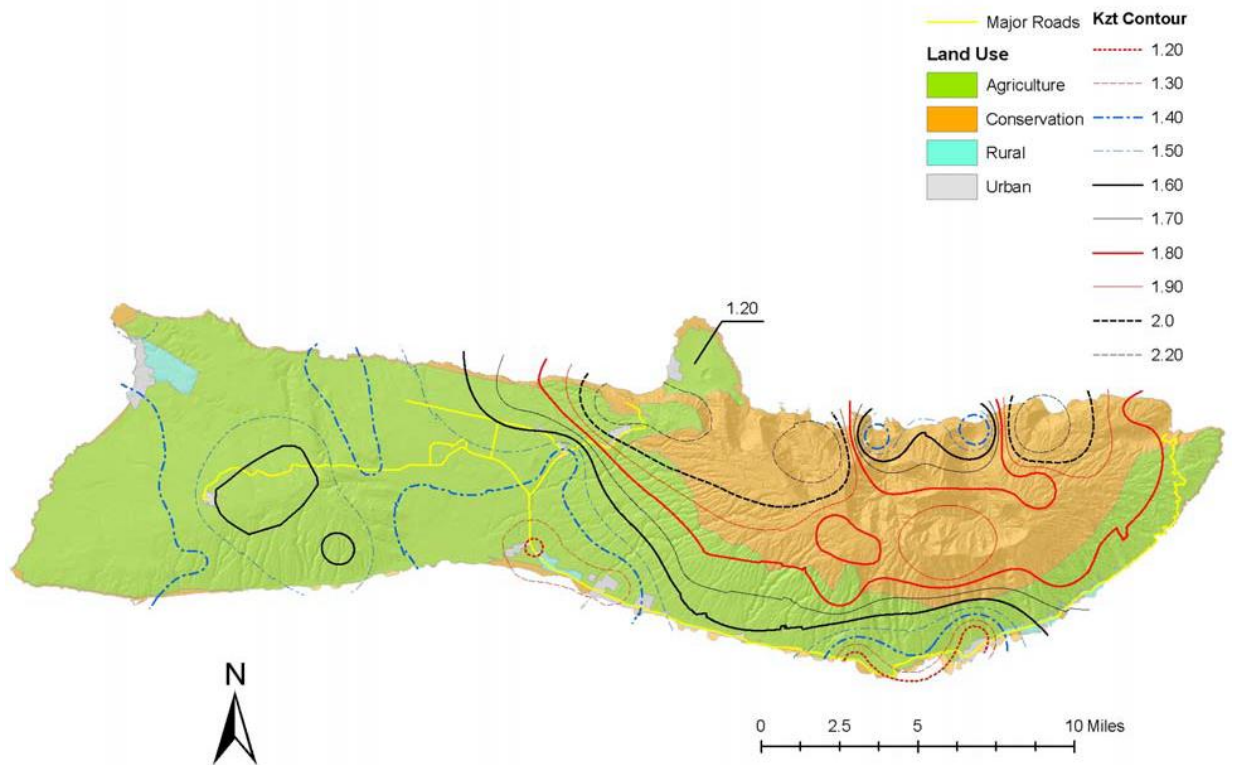 Major Roads
Land Use
Agriculture
Conservation
Rural
Urban
Kzt Contour
1.20
1.30
1.40
1.50
1.60
1.70
1.80
1.90
2.0
2.20
1.20
N
0 2.5 5 10 Miles